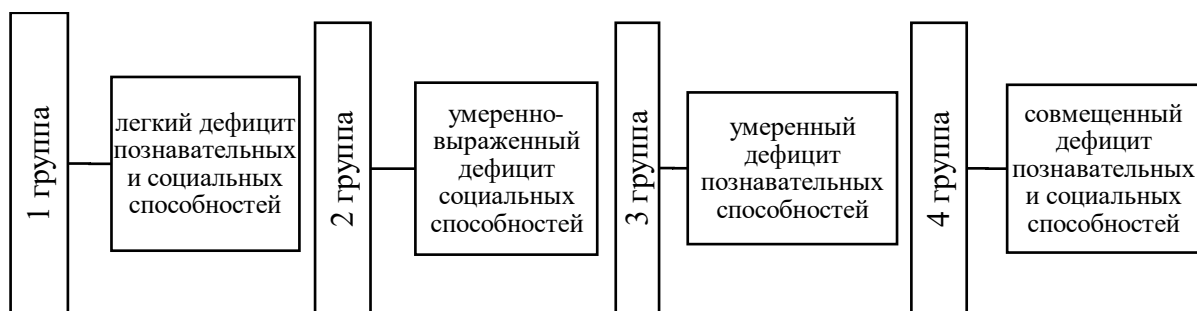 1 группа
легкий дефицит
познавательных
и социальных
способностей
2 группа
умеренно-
выраженный
дефицит
социальных
способностей
3 группа
умеренный
дефицит
познавательных
способностей
4 группа
совмещенный
дефицит
познавательных
и социальных
способностей